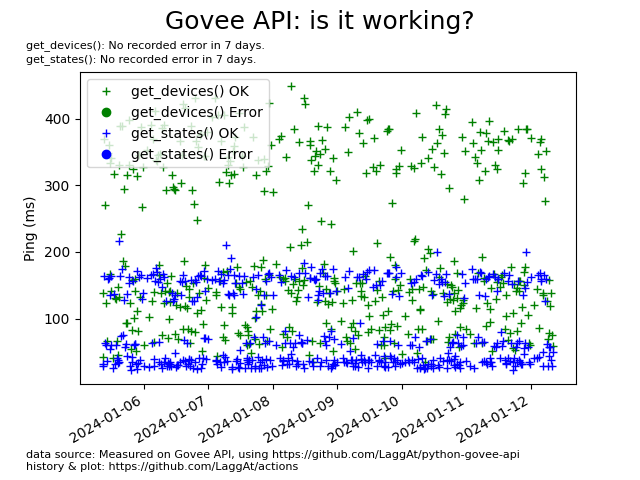 Govee API: is it working?
get_devices(): No recorded error in 7 days.
get_states(): No recorded error in 7 days.
get_devices() OK
get_devices() Error
get_states() OK
get_states() Error
400
300
200
100
Ping (ms)
2024-01-06
2024-01-07
2024-01-08
2024-01-09
2024-01-10
2024-01-11
2024-01-12
data source: Measured on Govee API, using https://github.com/LaggAt/python-govee-api
history & plot: https://github.com/LaggAt/actions